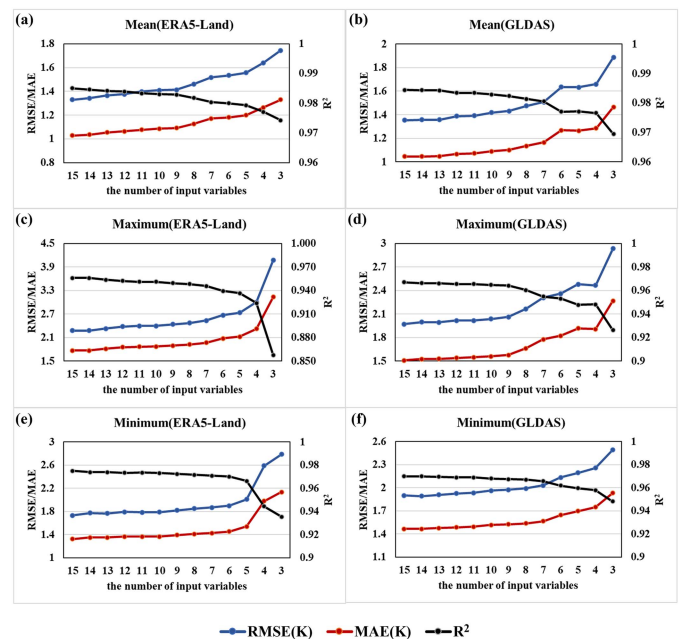 (a) Mean(ERA5-Land)
1.8
1.6
1.4
1.2
1
0.8
RMSE/MAE
1
0.99
0.98
0.97
0.96
R²
15 14 13 12 11 10 9 8 7 6 5 4 3
the number of input variables
(b) Mean(GLDAS)
2
1.8
1.6
1.4
1.2
1
RMSE/MAE
1
0.99
0.98
0.97
0.96
R²
15 14 13 12 11 10 9 8 7 6 5 4 3
the number of input variables
(c) Maximum(ERA5-Land)
4.5
3.9
3.3
2.7
2.1
1.5
RMSE/MAE
1.000
0.970
0.940
0.910
0.880
0.850
R²
15 14 13 12 11 10 9 8 7 6 5 4 3
the number of input variables
(d) Maximum(GLDAS)
3
2.7
2.4
2.1
1.8
1.5
RMSE/MAE
1
0.98
0.96
0.94
0.92
0.9
R²
15 14 13 12 11 10 9 8 7 6 5 4 3
the number of input variables
(e) Minimum(ERA5-Land)
3
2.6
2.2
1.8
1.4
1
RMSE/MAE
1
0.98
0.96
0.94
0.92
0.9
R²
15 14 13 12 11 10 9 8 7 6 5 4 3
the number of input variables
(f) Minimum(GLDAS)
2.6
2.3
2
1.7
1.4
1.1
RMSE/MAE
1
0.98
0.96
0.94
0.92
0.9
R²
15 14 13 12 11 10 9 8 7 6 5 4 3
the number of input variables
RMSE(K) MAE(K) R²